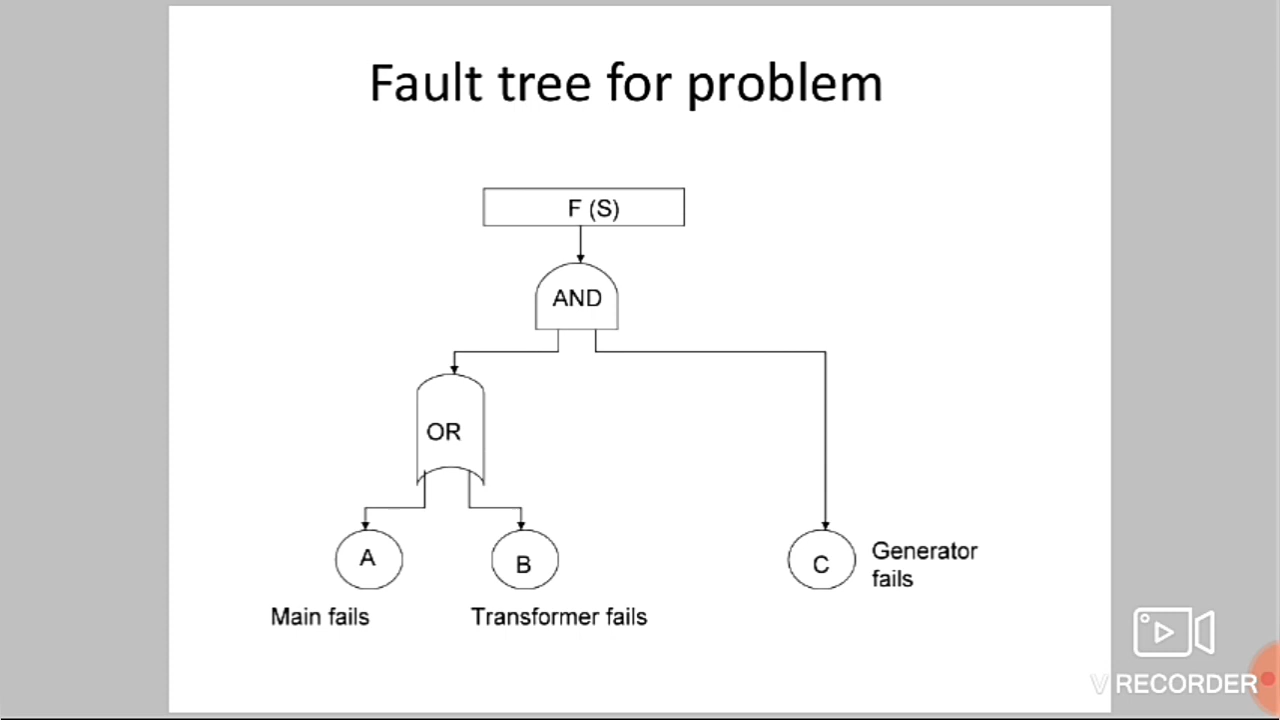 Fault tree for problem
F (S)
AND
OR
A
B
C
Generator
fails
Main fails
Transformer fails
V RECORDER